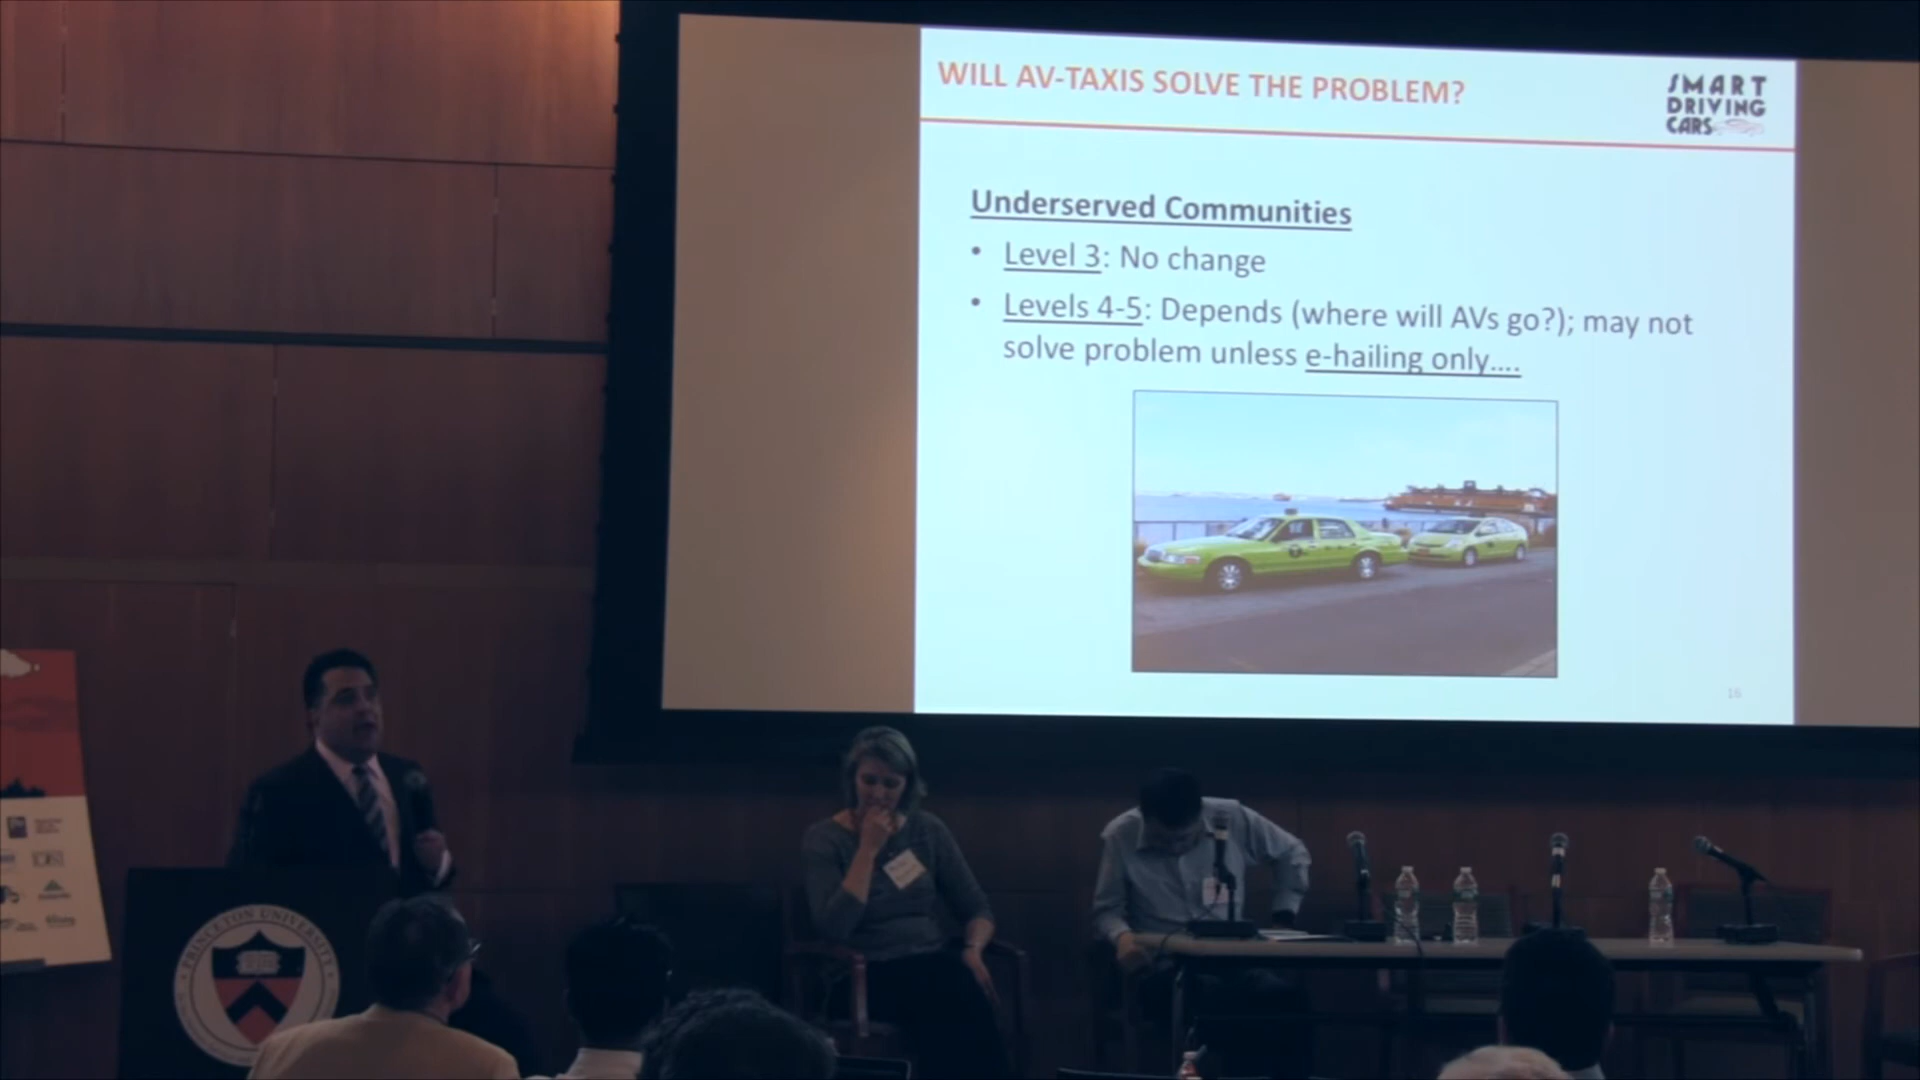 WILL AV-TAXIS SOLVE THE PROBLEM?
SMART
DRIVING
CARS
Underserved Communities
• Level 3: No change
• Levels 4-5: Depends (where will AVs go?); may not
solve problem unless e-hailing only....
16
PRINCETON UNIVERSITY